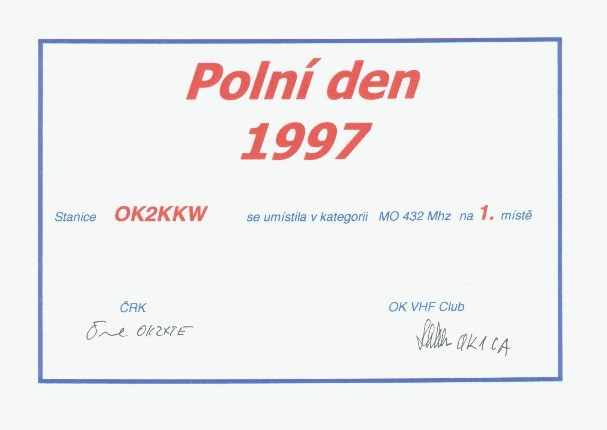 Polní den
1997
Stanice OK2KKW se umístila v kategorii MO 432 Mhz na 1. místě
ČRK OK VHF Club
OK1CA